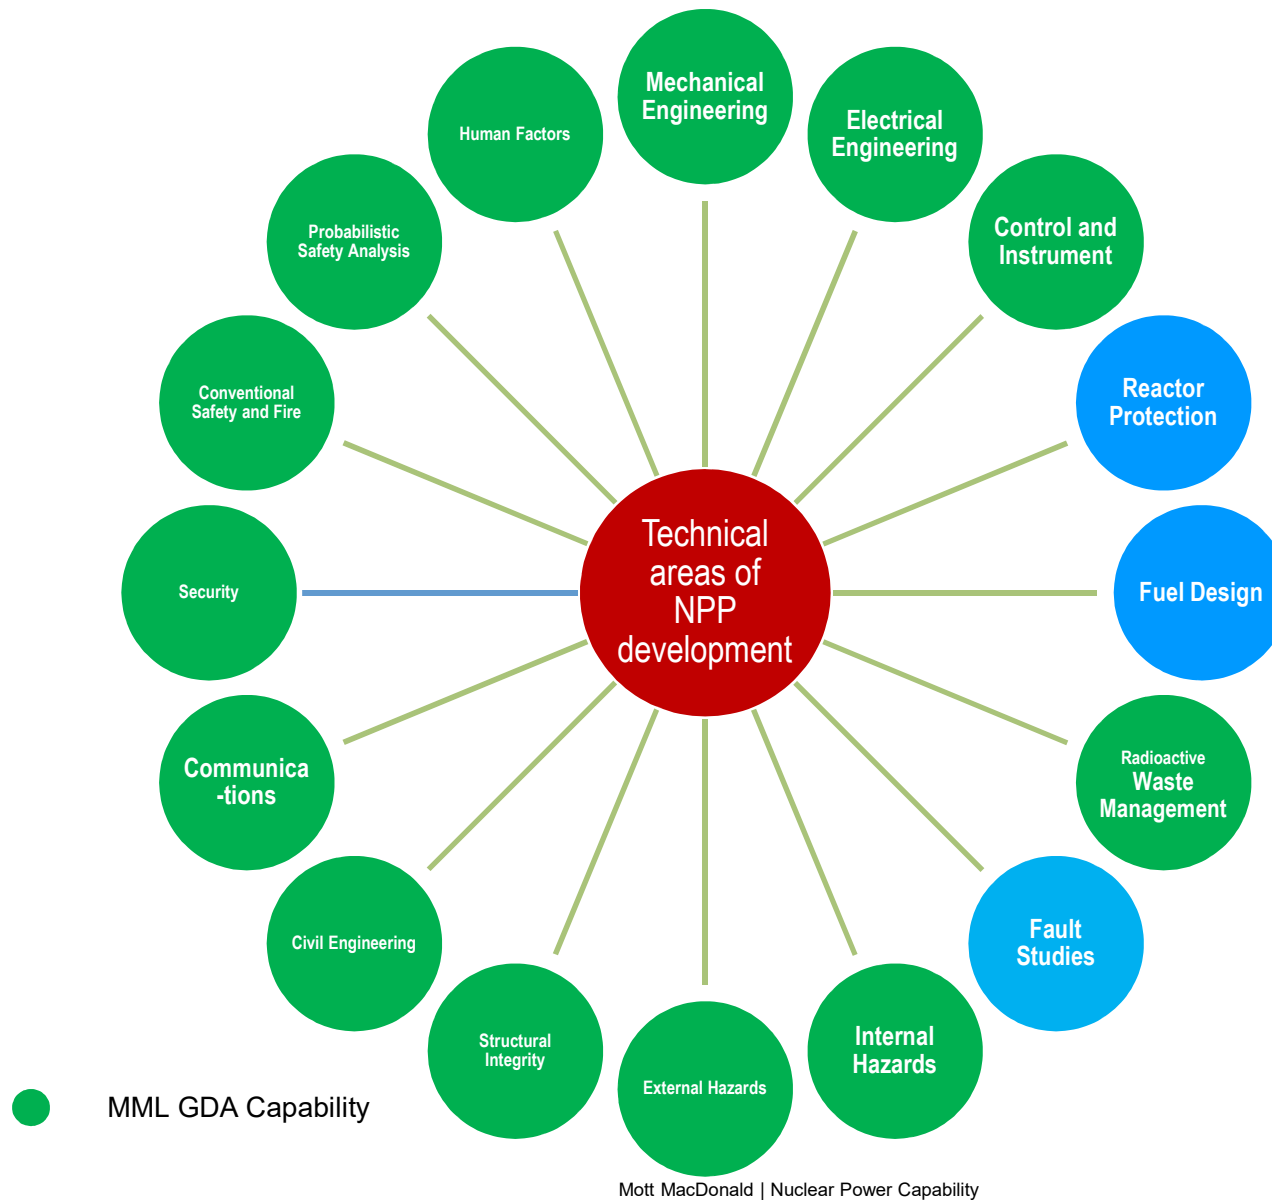 Mechanical
Engineering
Electrical
Engineering
Human Factors
Control and
Instrument
Probabilistic
Safety Analysis
Reactor
Protection
Conventional
Safety and Fire
Technical
areas of
NPP
development
Fuel Design
Security
Radioactive
Waste
Management
Communica
-tions
Fault
Studies
Civil Engineering
Internal
Hazards
Structural
Integrity
External Hazards
MML GDA Capability
Mott MacDonald | Nuclear Power Capability